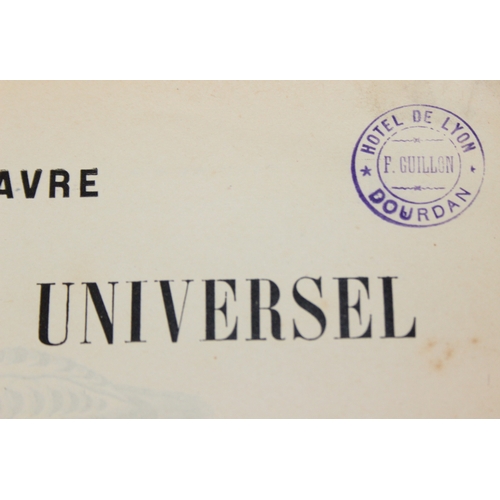 HOTEL DE LYON
F. GUILLON
DOURDAN
AVRE
UNIVERSEL